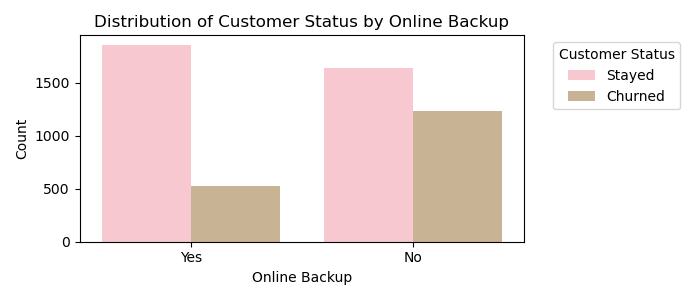 Distribution of Customer Status by Online Backup
Customer Status
Stayed
Churned
Count
1500
1000
500
0
Yes
No
Online Backup